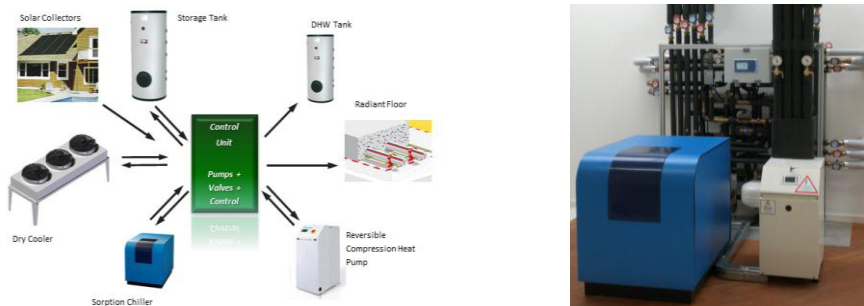 Solar Collectors
Storage Tank
DHW Tank
Control
Unit
Pumps +
Valves +
Control
Radiant Floor
Dry Cooler
Sorption Chiller
Reversible
Compression Heat
Pump